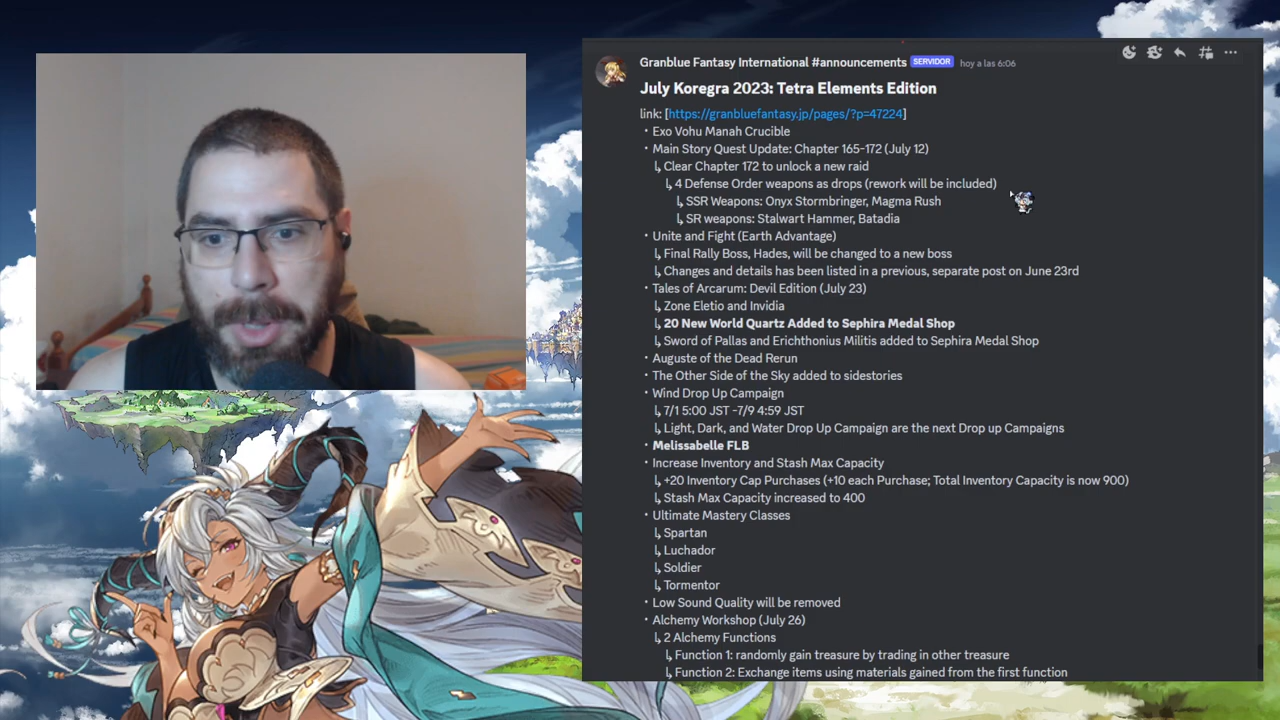 Granblue Fantasy International #announcements SERVIDOR hoy a las 6:06
July Koregra 2023: Tetra Elements Edition
link: [https://granbluefantasy.jp/pages/?p=47224]
• Exo Vohu Manah Crucible
• Main Story Quest Update: Chapter 165-172 (July 12)
↳ Clear Chapter 172 to unlock a new raid
↳ 4 Defense Order weapons as drops (rework will be included)
↳ SSR Weapons: Onyx Stormbringer, Magma Rush
↳ SR weapons: Stalwart Hammer, Batadia
• Unite and Fight (Earth Advantage)
↳ Final Rally Boss, Hades, will be changed to a new boss
↳ Changes and details has been listed in a previous, separate post on June 23rd
• Tales of Arcarum: Devil Edition (July 23)
↳ Zone Eletio and Invidia
↳ 20 New World Quartz Added to Sephira Medal Shop
↳ Sword of Pallas and Erichthonius Militis added to Sephira Medal Shop
• Auguste of the Dead Rerun
• The Other Side of the Sky added to sidestories
• Wind Drop Up Campaign
↳ 7/1 5:00 JST -7/9 4:59 JST
↳ Light, Dark, and Water Drop Up Campaign are the next Drop up Campaigns
• Melissabelle FLB
• Increase Inventory and Stash Max Capacity
↳ +20 Inventory Cap Purchases (+10 each Purchase; Total Inventory Capacity is now 900)
↳ Stash Max Capacity increased to 400
• Ultimate Mastery Classes
↳ Spartan
↳ Luchador
↳ Soldier
↳ Tormentor
• Low Sound Quality will be removed
• Alchemy Workshop (July 26)
↳ 2 Alchemy Functions
↳ Function 1: randomly gain treasure by trading in other treasure
↳ Function 2: Exchange items using materials gained from the first function